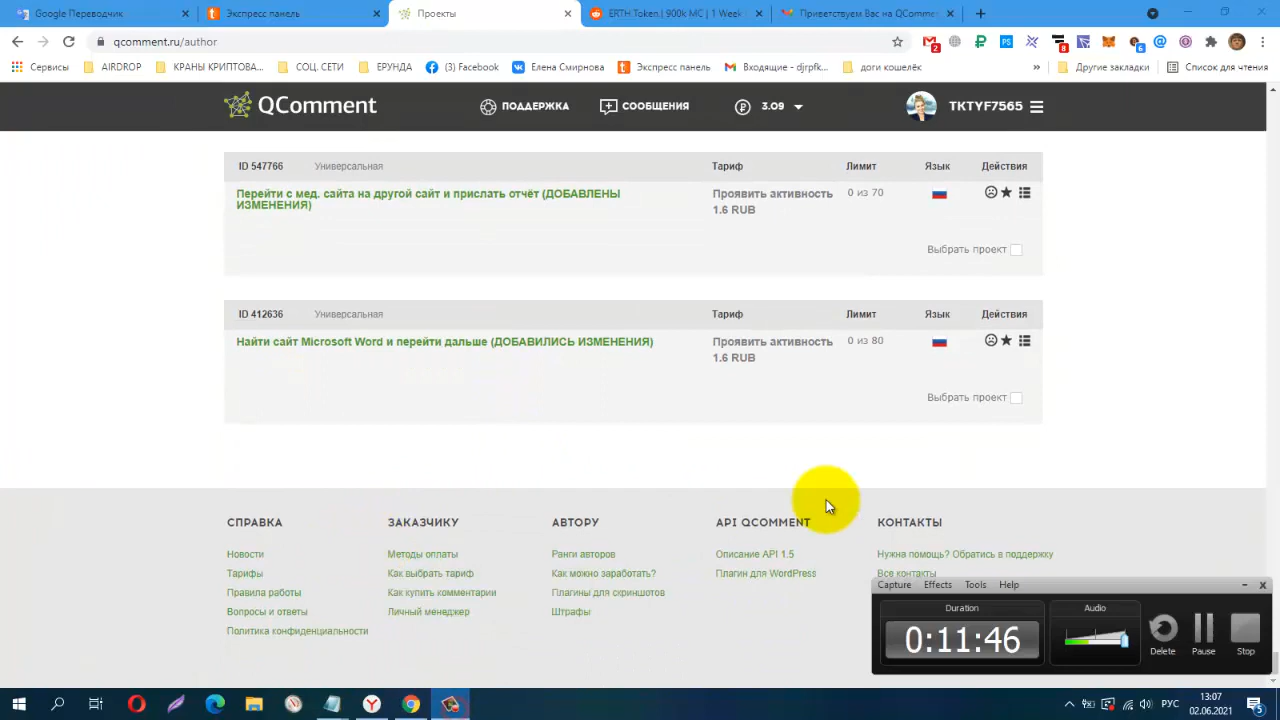 Google Переводчик
Экспресс панель
Проекты
ERTH.Token.) 900k MC | 1 Week
Приветствуем Вас на QComme
qcomment.ru/author
2
PS
8
6
Сервисы
AIRDROP
КРАНЫ КРИПТОВА...
СОЦ. СЕТИ
ЕРУНДА
(3) Facebook
Елена Смирнова
Экспресс панель
Входящие - djrpfk...
доги кошелёк
»
Другие закладки
Список для чтения
QComment
ПОДДЕРЖКА
СООБЩЕНИЯ
3.09
TKTYF7565
ID 547766
Универсальная
Тариф
Лимит
Язык
Действия
Перейти с мед. сайта на другой сайт и прислать отчёт (ДОБАВЛЕНЫ
ИЗМЕНЕНИЯ)
Проявить активность
1.6 RUB
0 из 70
Выбрать проект
ID 412636
Универсальная
Тариф
Лимит
Язык
Действия
Найти сайт Microsoft Word и перейти дальше (ДОБАВИЛИСЬ ИЗМЕНЕНИЯ)
Проявить активность
1.6 RUB
0 из 80
Выбрать проект
СПРАВКА
Новости
Тарифы
Правила работы
Вопросы и ответы
Политика конфиденциальности
ЗАКАЗЧИКУ
Методы оплаты
Как выбрать тариф
Как купить комментарии
Личный менеджер
АВТОРУ
Ранги авторов
Как можно заработать?
Плагины для скриншотов
Штрафы
API QCOMMENT
Описание API 1.5
Плагин для WordPress
КОНТАКТЫ
Нужна помощь? Обратись в поддержку
Все контакты
Capture
Effects
Tools
Help
Duration
0:11:46
Audio
Delete
Pause
Stop
РУС
13:07
02.06.2021
5